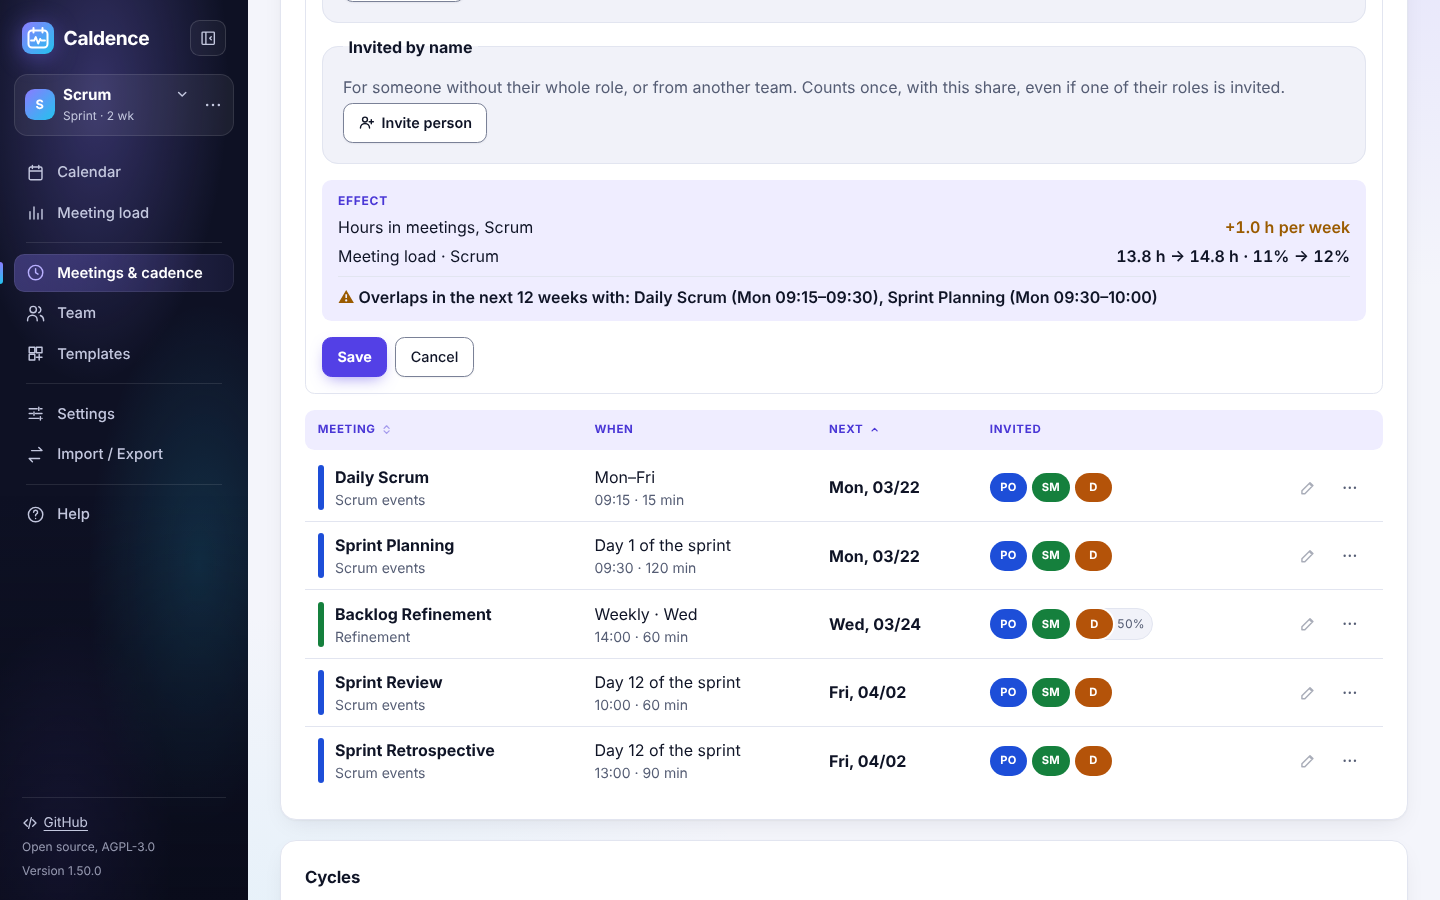 Caldence
S
Scrum
Sprint · 2 wk
Calendar
Meeting load
Meetings & cadence
Team
Templates
Settings
Import / Export
Help
GitHub
Open source, AGPL-3.0
Version 1.50.0
Invited by name
For someone without their whole role, or from another team. Counts once, with this share, even if one of their roles is invited.
Invite person
EFFECT
Hours in meetings, Scrum +1.0 h per week
Meeting load · Scrum 13.8 h → 14.8 h · 11% → 12%
Overlaps in the next 12 weeks with: Daily Scrum (Mon 09:15–09:30), Sprint Planning (Mon 09:30–10:00)
Save Cancel
MEETING WHEN NEXT INVITED
Daily Scrum Mon–Fri Mon, 03/22 PO SM D
Scrum events 09:15 · 15 min
Sprint Planning Day 1 of the sprint Mon, 03/22 PO SM D
Scrum events 09:30 · 120 min
Backlog Refinement Weekly · Wed Wed, 03/24 PO SM D 50%
Refinement 14:00 · 60 min
Sprint Review Day 12 of the sprint Fri, 04/02 PO SM D
Scrum events 10:00 · 60 min
Sprint Retrospective Day 12 of the sprint Fri, 04/02 PO SM D
Scrum events 13:00 · 90 min
Cycles